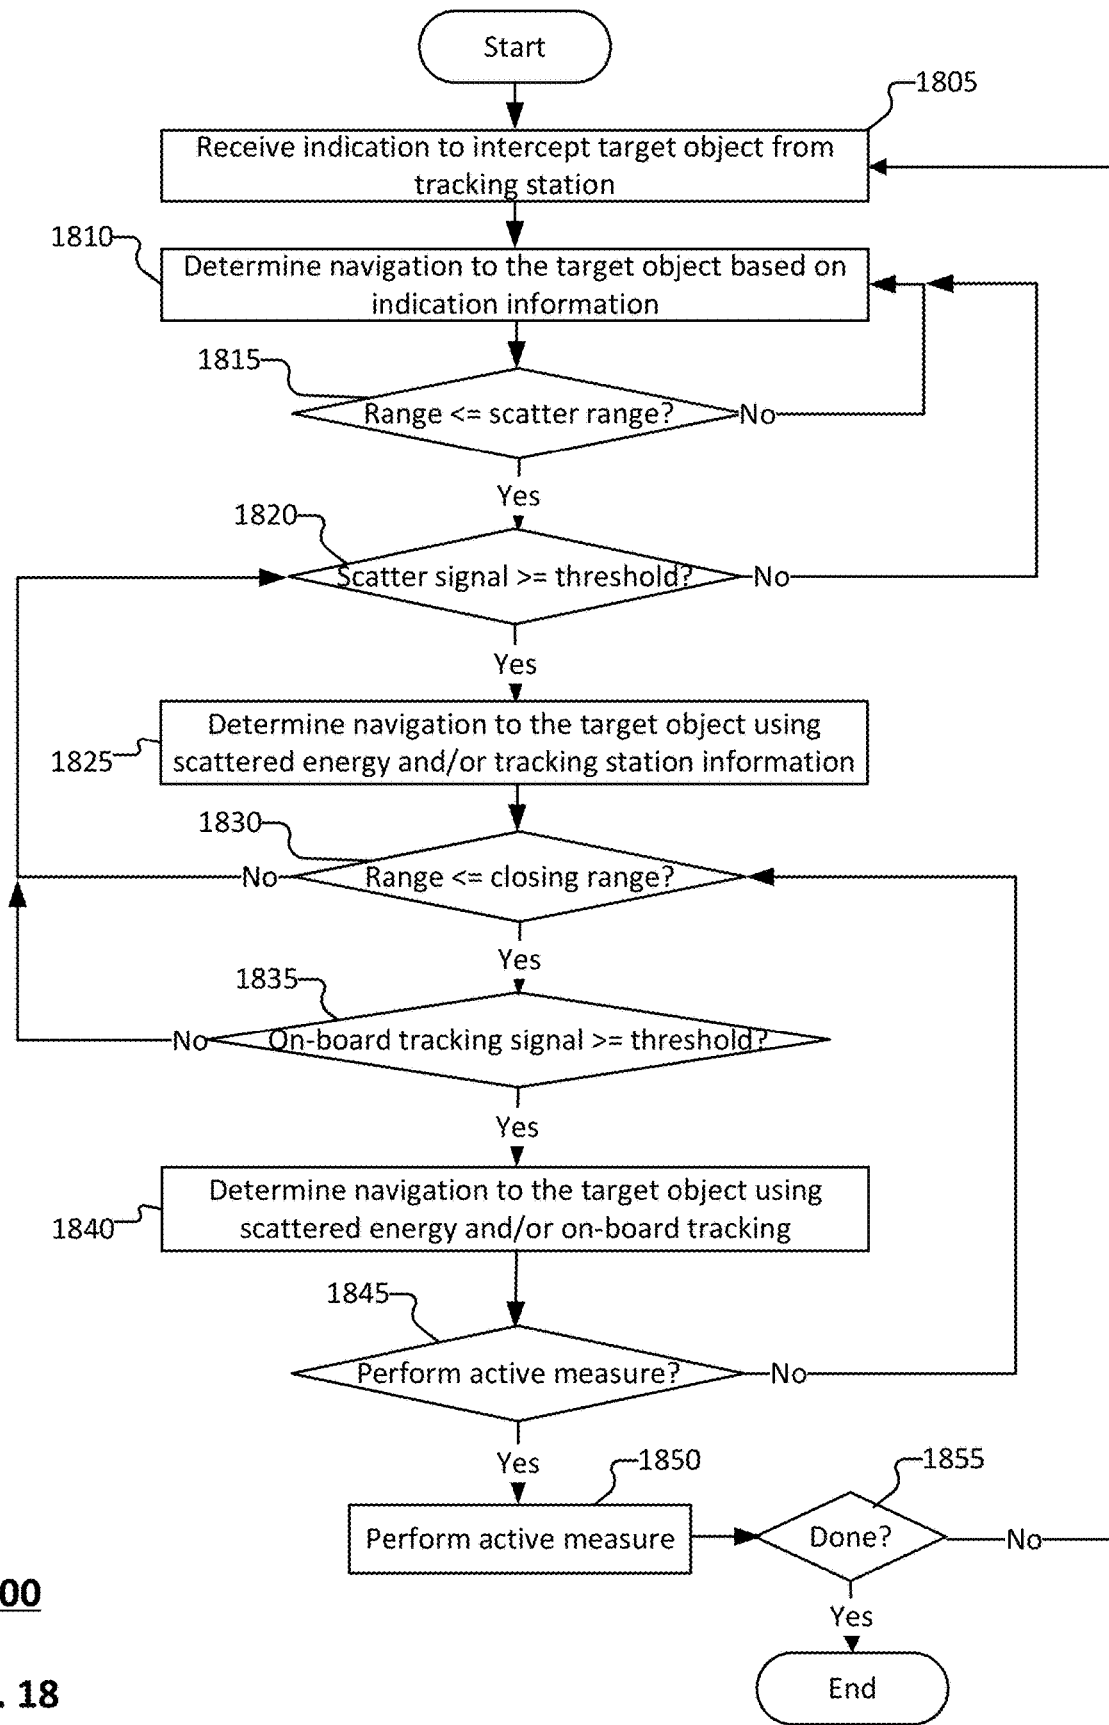 Start
1805
Receive indication to intercept target object from
tracking station
1810
Determine navigation to the target object based on
indication information
1815
Range <= scatter range?
No
Yes
1820
Scatter signal >= threshold?
No
Yes
Determine navigation to the target object using
scattered energy and/or tracking station information
1825
1830
No
Range <= closing range?
Yes
1835
No
On-board tracking signal >= threshold?
Yes
Determine navigation to the target object using
scattered energy and/or on-board tracking
1840
1845
Perform active measure?
No
Yes
1850
1855
Perform active measure
Done?
No
Yes
00
End
. 18